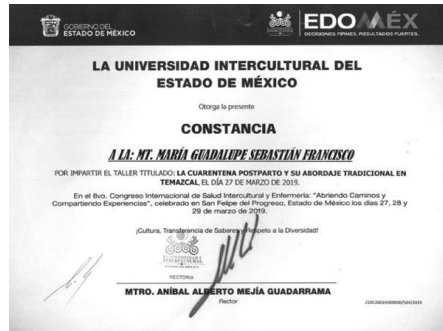 GOBIERNO DEL
ESTADO DE MÉXICO
EDOMÉX
DECISIONES FIRMES, RESULTADOS FUERTES.
LA UNIVERSIDAD INTERCULTURAL DEL
ESTADO DE MÉXICO
Otorga la presente
CONSTANCIA
A LA: MT. MARÍA GUADALUPE SEBASTIÁN FRANCISCO
POR IMPARTIR EL TALLER TITULADO: LA CUARENTENA POSTPARTO Y SU ABORDAJE TRADICIONAL EN
TEMAZCAL, EL DÍA 27 DE MARZO DE 2019.
En el 8vo. Congreso Internacional de Salud Intercultural y Enfermería: "Abriendo Caminos y
Compartiendo Experiencias", celebrado en San Felipe del Progreso, Estado de México los días 27, 28 y
29 de marzo de 2019.
¡Cultura, Transferencia de Saberes y Respeto a la Diversidad!
RECTORÍA
MTRO. ANÍBAL ALBERTO MEJÍA GUADARRAMA
Rector